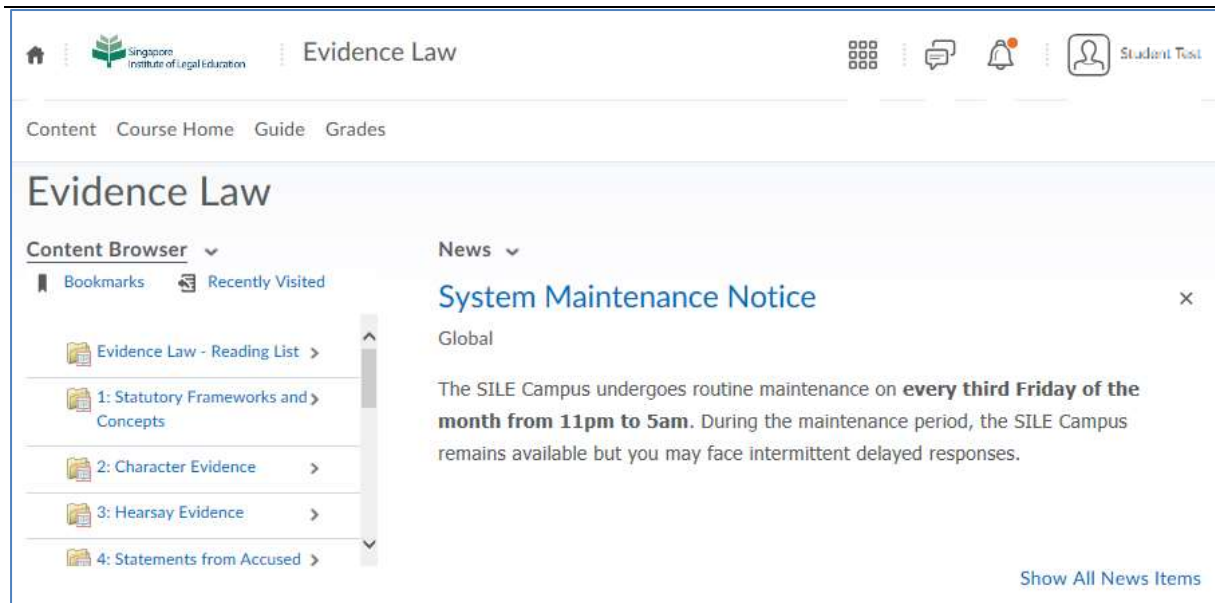 Singapore
Institute of Legal Education
Evidence Law
Student Test
Content Course Home Guide Grades
Evidence Law
Content Browser
Bookmarks Recently Visited
Evidence Law - Reading List
1: Statutory Frameworks and
Concepts
2: Character Evidence
3: Hearsay Evidence
4: Statements from Accused
News
System Maintenance Notice
Global
The SILE Campus undergoes routine maintenance on every third Friday of the
month from 11pm to 5am. During the maintenance period, the SILE Campus
remains available but you may face intermittent delayed responses.
Show All News Items